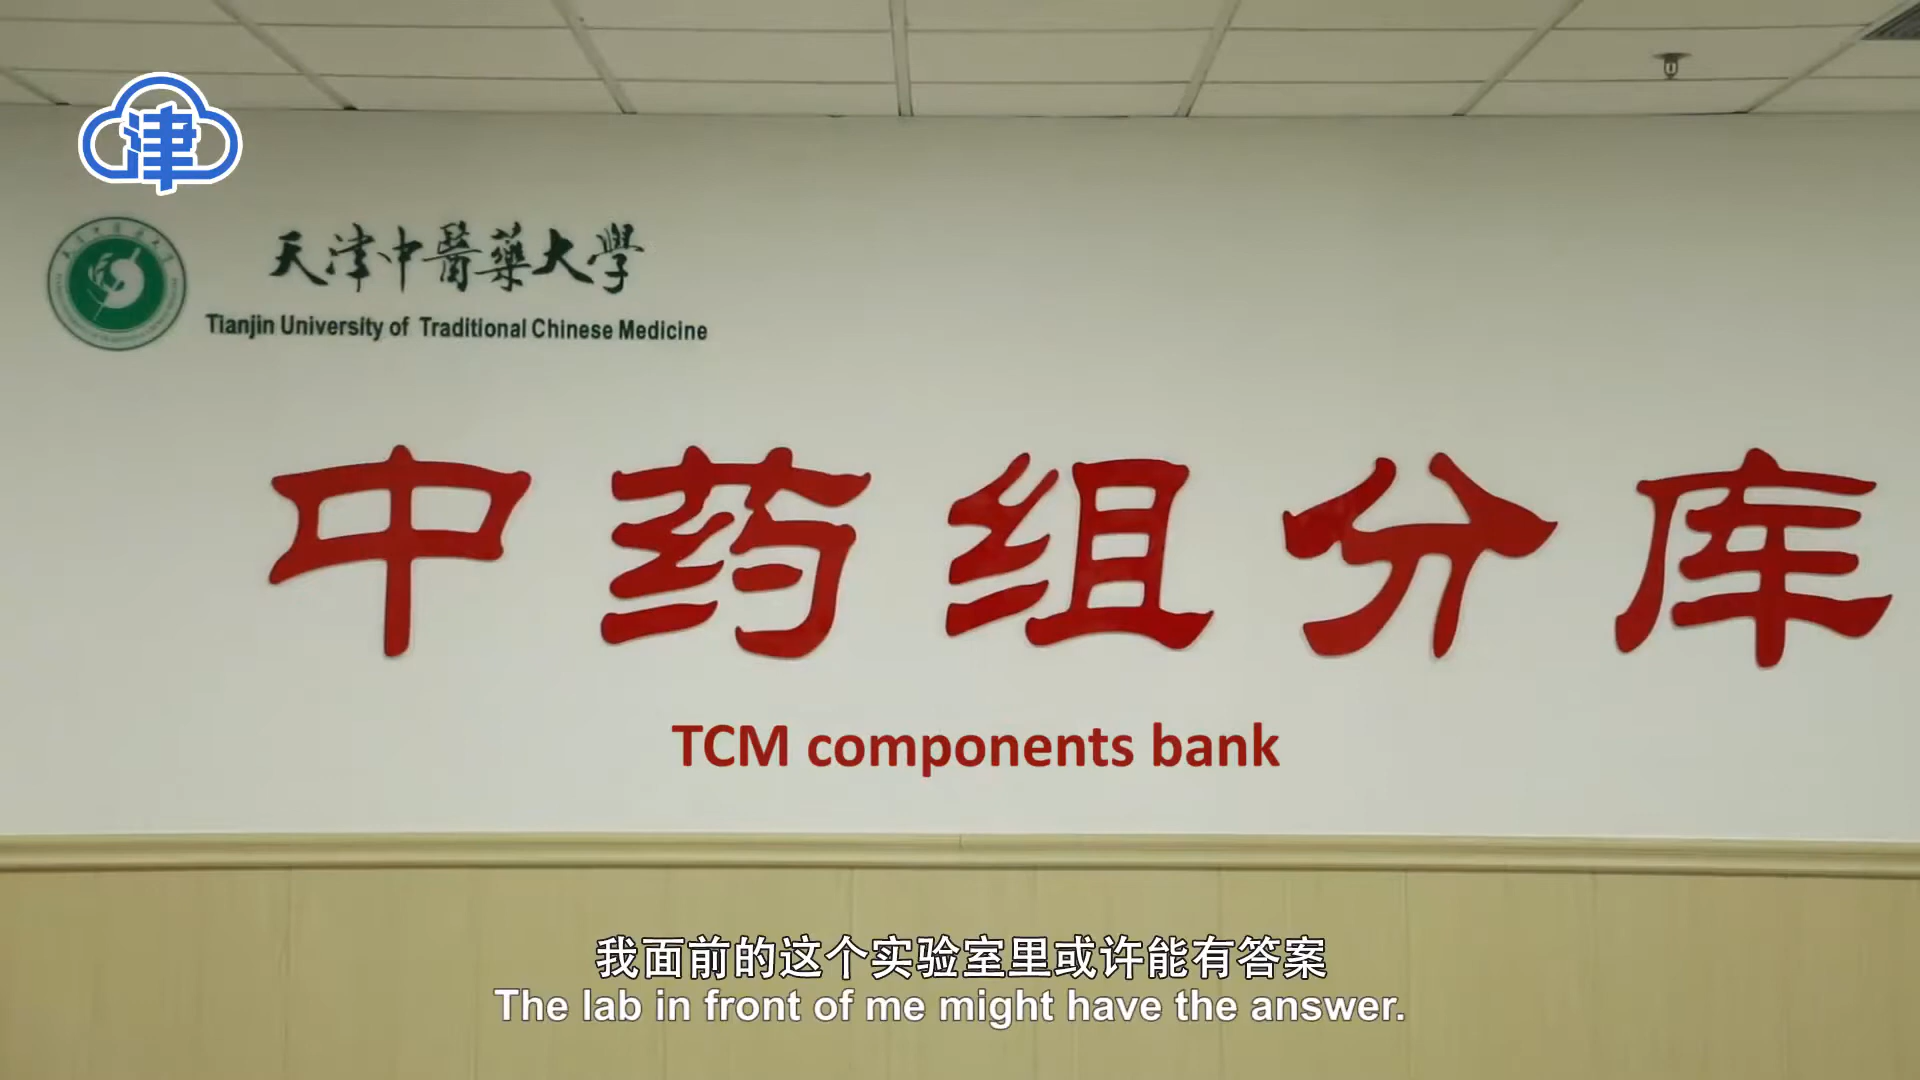 津
天津中醫藥大學
Tianjin University of Traditional Chinese Medicine
中药组分库
TCM components bank
我面前的这个实验室里或许能有答案
The lab in front of me might have the answer.